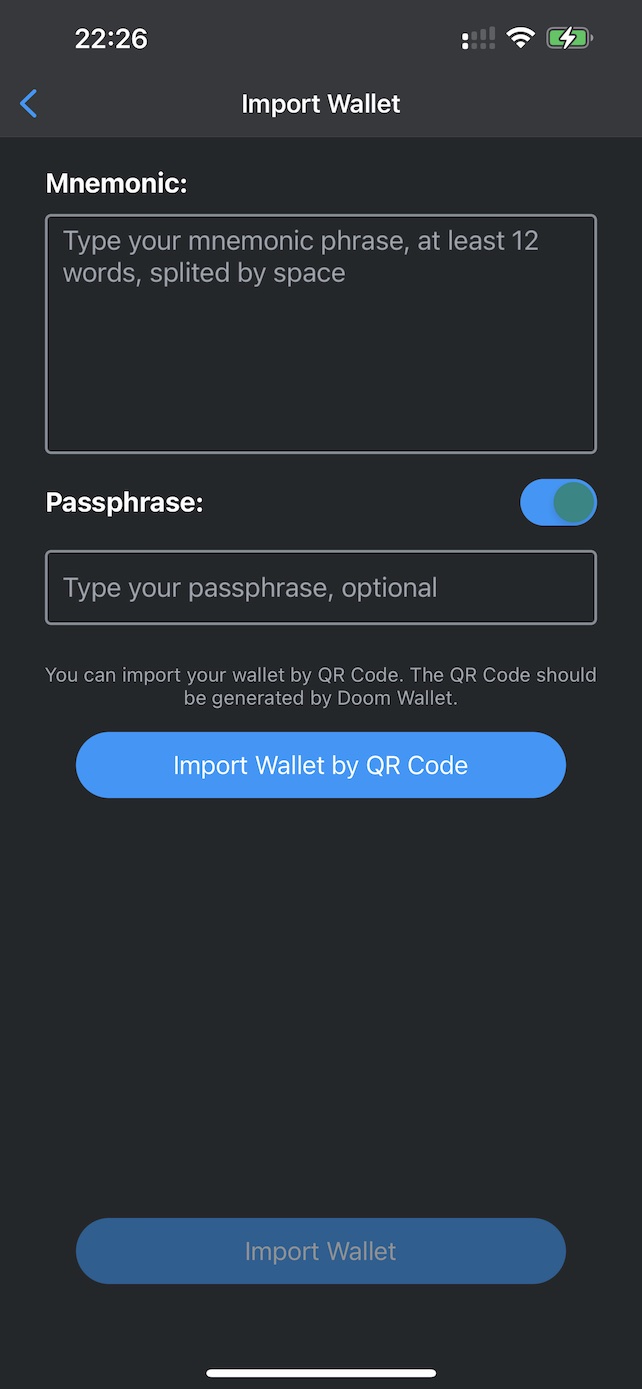 22:26
Import Wallet
Mnemonic:
Type your mnemonic phrase, at least 12
words, splited by space
Passphrase:
Type your passphrase, optional
You can import your wallet by QR Code. The QR Code should
be generated by Doom Wallet.
Import Wallet by QR Code
Import Wallet